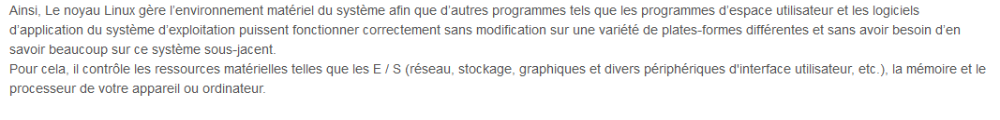 Ainsi, Le noyau Linux gère l’environnement matériel du système afin que d’autres programmes tels que les programmes d’espace utilisateur et les logiciels
d’application du système d’exploitation puissent fonctionner correctement sans modification sur une variété de plates-formes différentes et sans avoir besoin d’en
savoir beaucoup sur ce système sous-jacent.
Pour cela, il contrôle les ressources matérielles telles que les E / S (réseau, stockage, graphiques et divers périphériques d'interface utilisateur, etc.), la mémoire et le
processeur de votre appareil ou ordinateur.